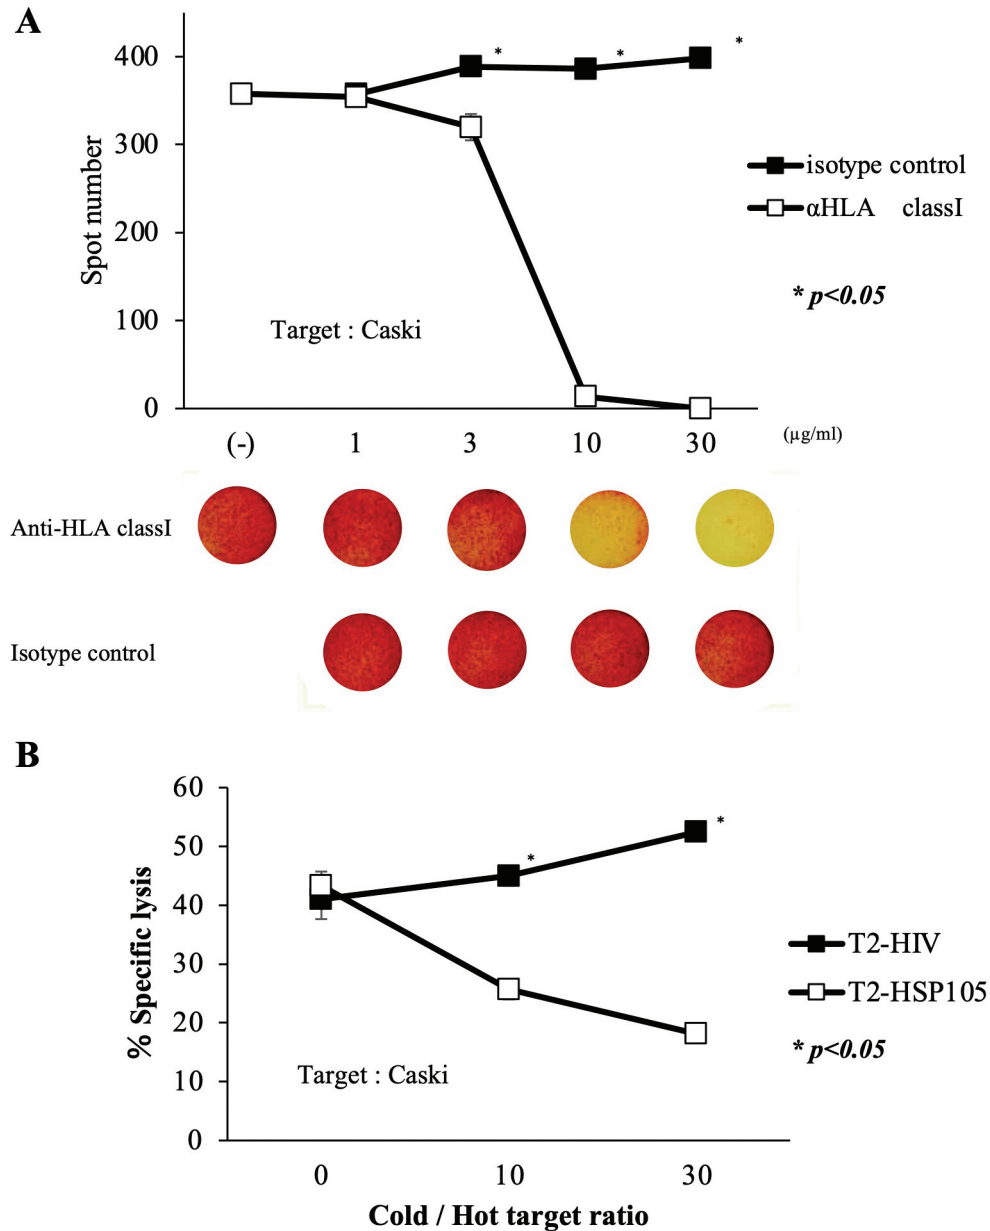 A
400
300
200
100
0
Spot number
*
*
*
isotype control
αHLA classI
* p<0.05
Target : Caski
(-) 1 3 10 30 (µg/ml)
Anti-HLA classI
Isotype control
B
60
50
40
30
20
10
0
% Specific lysis
*
*
T2-HIV
T2-HSP105
* p<0.05
Target : Caski
0 10 30
Cold / Hot target ratio